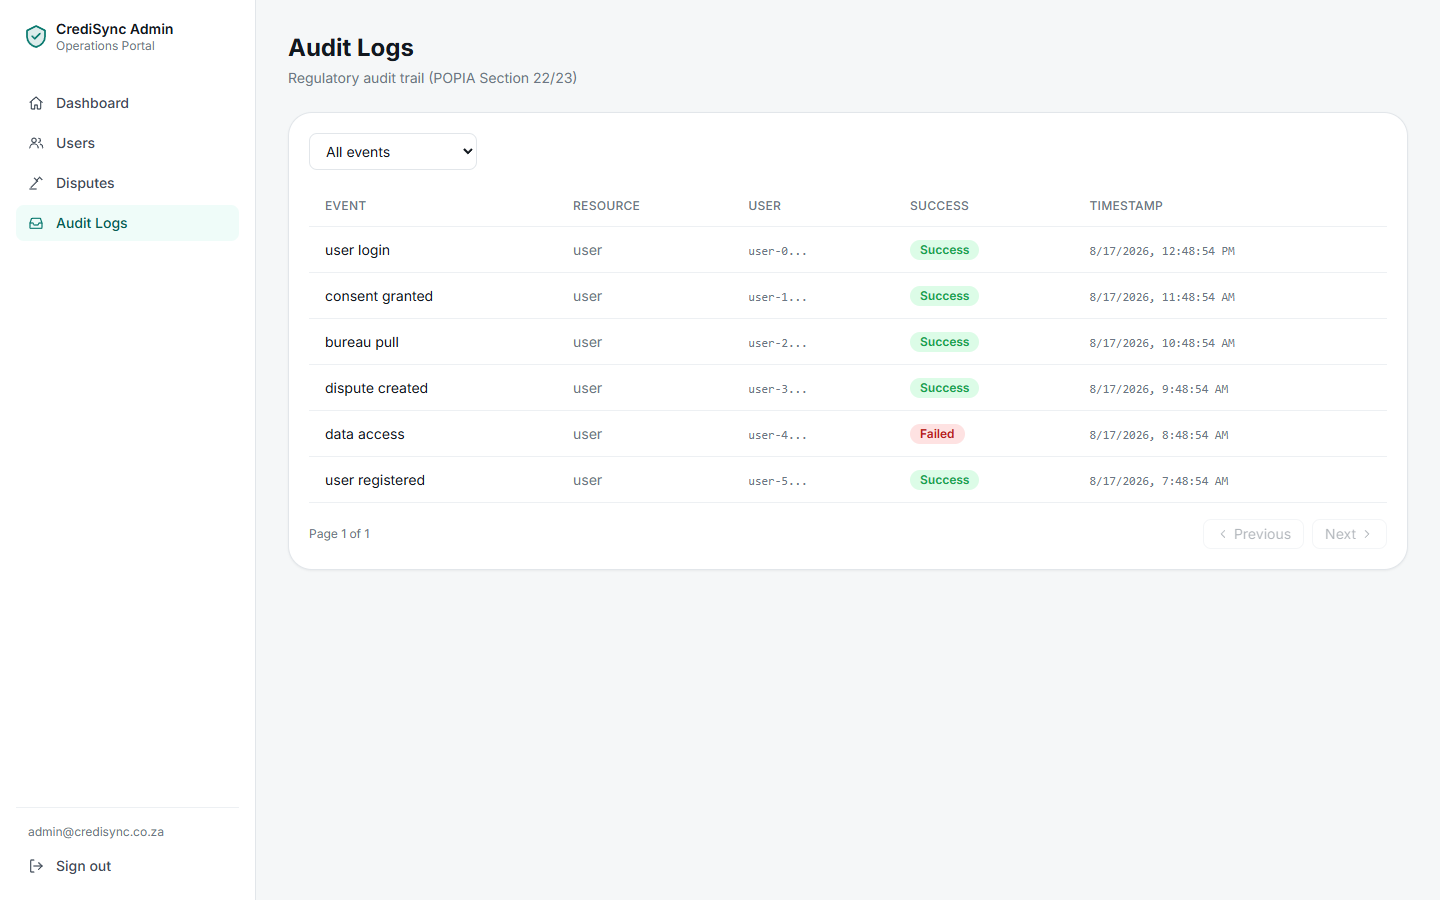 CrediSync Admin
Operations Portal
Dashboard
Users
Disputes
Audit Logs
admin@credisync.co.za
Sign out
Audit Logs
Regulatory audit trail (POPIA Section 22/23)
All events
EVENT RESOURCE USER SUCCESS TIMESTAMP
user login user user-0... Success 8/17/2026, 12:48:54 PM
consent granted user user-1... Success 8/17/2026, 11:48:54 AM
bureau pull user user-2... Success 8/17/2026, 10:48:54 AM
dispute created user user-3... Success 8/17/2026, 9:48:54 AM
data access user user-4... Failed 8/17/2026, 8:48:54 AM
user registered user user-5... Success 8/17/2026, 7:48:54 AM
Page 1 of 1 Previous Next